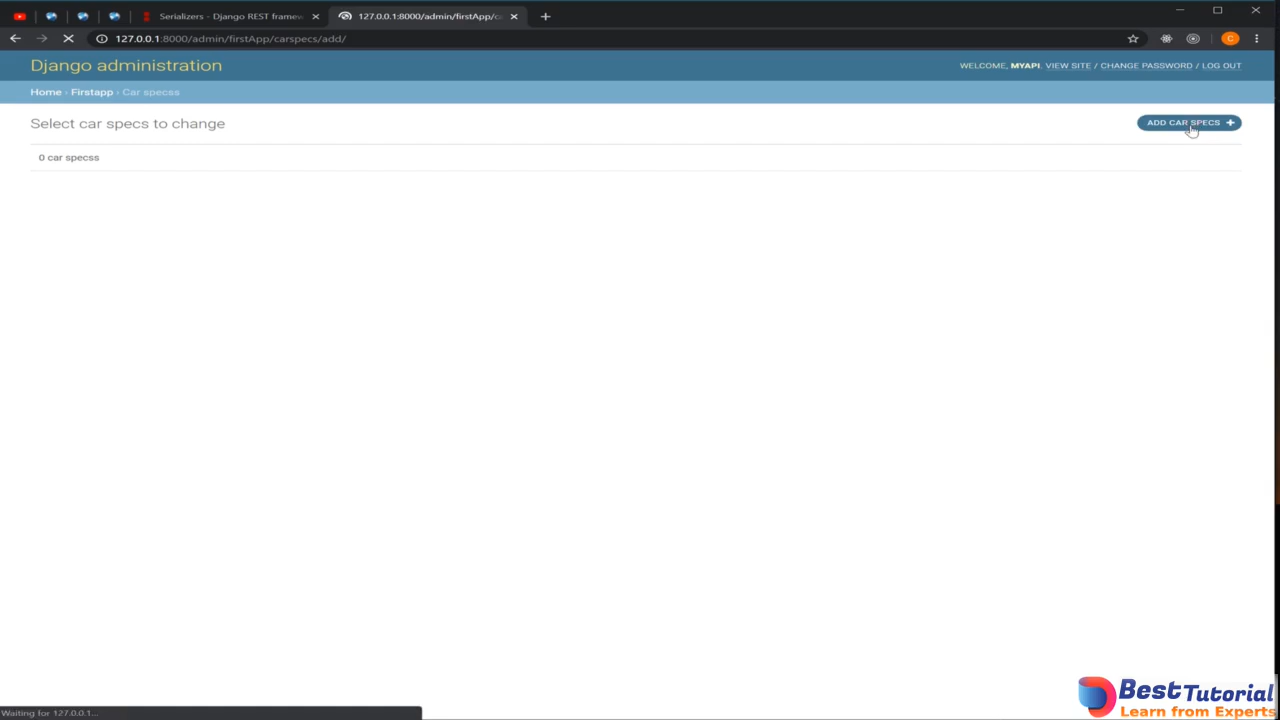 Serializers - Django REST framew
127.0.0.1:8000/admin/firstApp/ca
127.0.0.1:8000/admin/firstApp/carspecs/add/
C
Django administration
WELCOME, MYAPI. VIEW SITE / CHANGE PASSWORD / LOG OUT
Home › Firstapp › Car specss
Select car specs to change
ADD CAR SPECS +
0 car specss
Waiting for 127.0.0.1...
BestTutorial
Learn from Experts